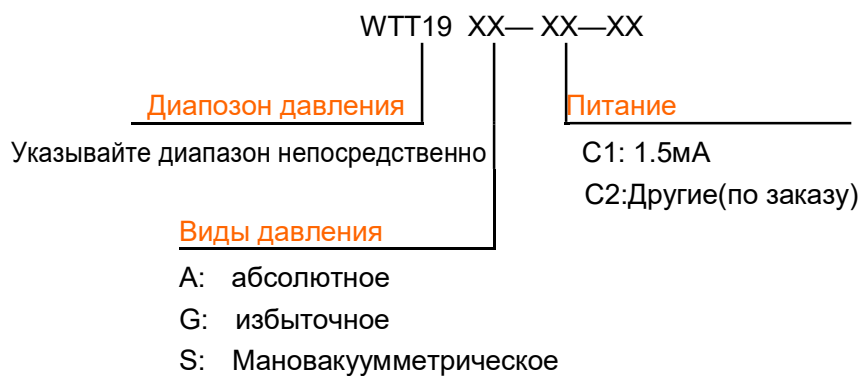 WTT19 XX— XX—XX
Диапозон давления
Питание
Указывайте диапазон непосредственно
C1: 1.5мА
C2:Другие(по заказу)
Виды давления
A: абсолютное
G: избыточное
S: Мановакуумметрическое